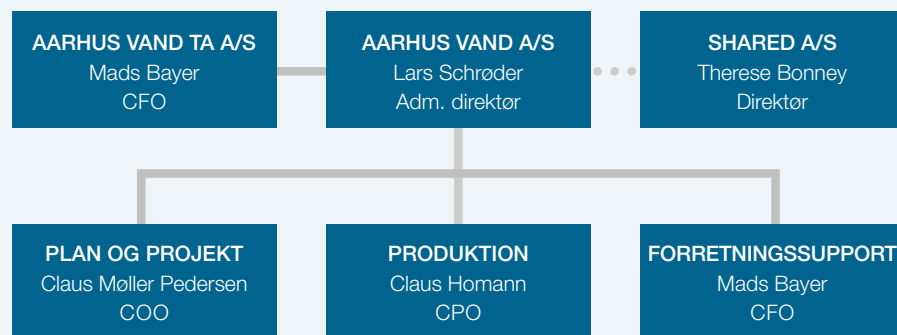 AARHUS VAND TA A/S
Mads Bayer
CFO
AARHUS VAND A/S
Lars Schrøder
Adm. direktør
SHARED A/S
Therese Bonney
Direktør
PLAN OG PROJEKT
Claus Møller Pedersen
COO
PRODUKTION
Claus Homann
CPO
FORRETNINGSSUPPORT
Mads Bayer
CFO